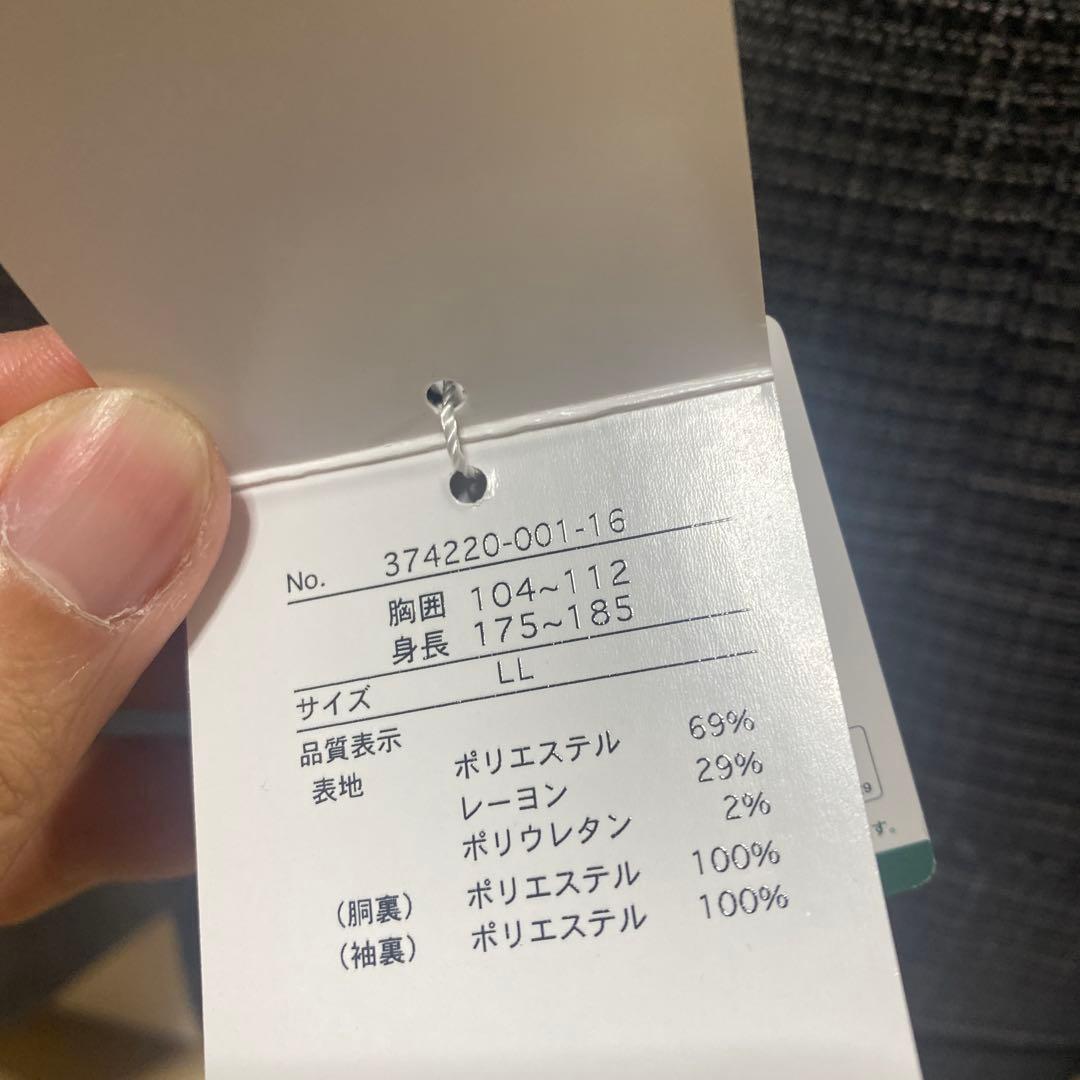 No. 374220-001-16
胸囲 104~112
身長 175~185
サイズ LL
品質表示
表地 ポリエステル 69%
レーヨン 29%
ポリウレタン 2%
(胴裏) ポリエステル 100%
(袖裏) ポリエステル 100%
9
す。